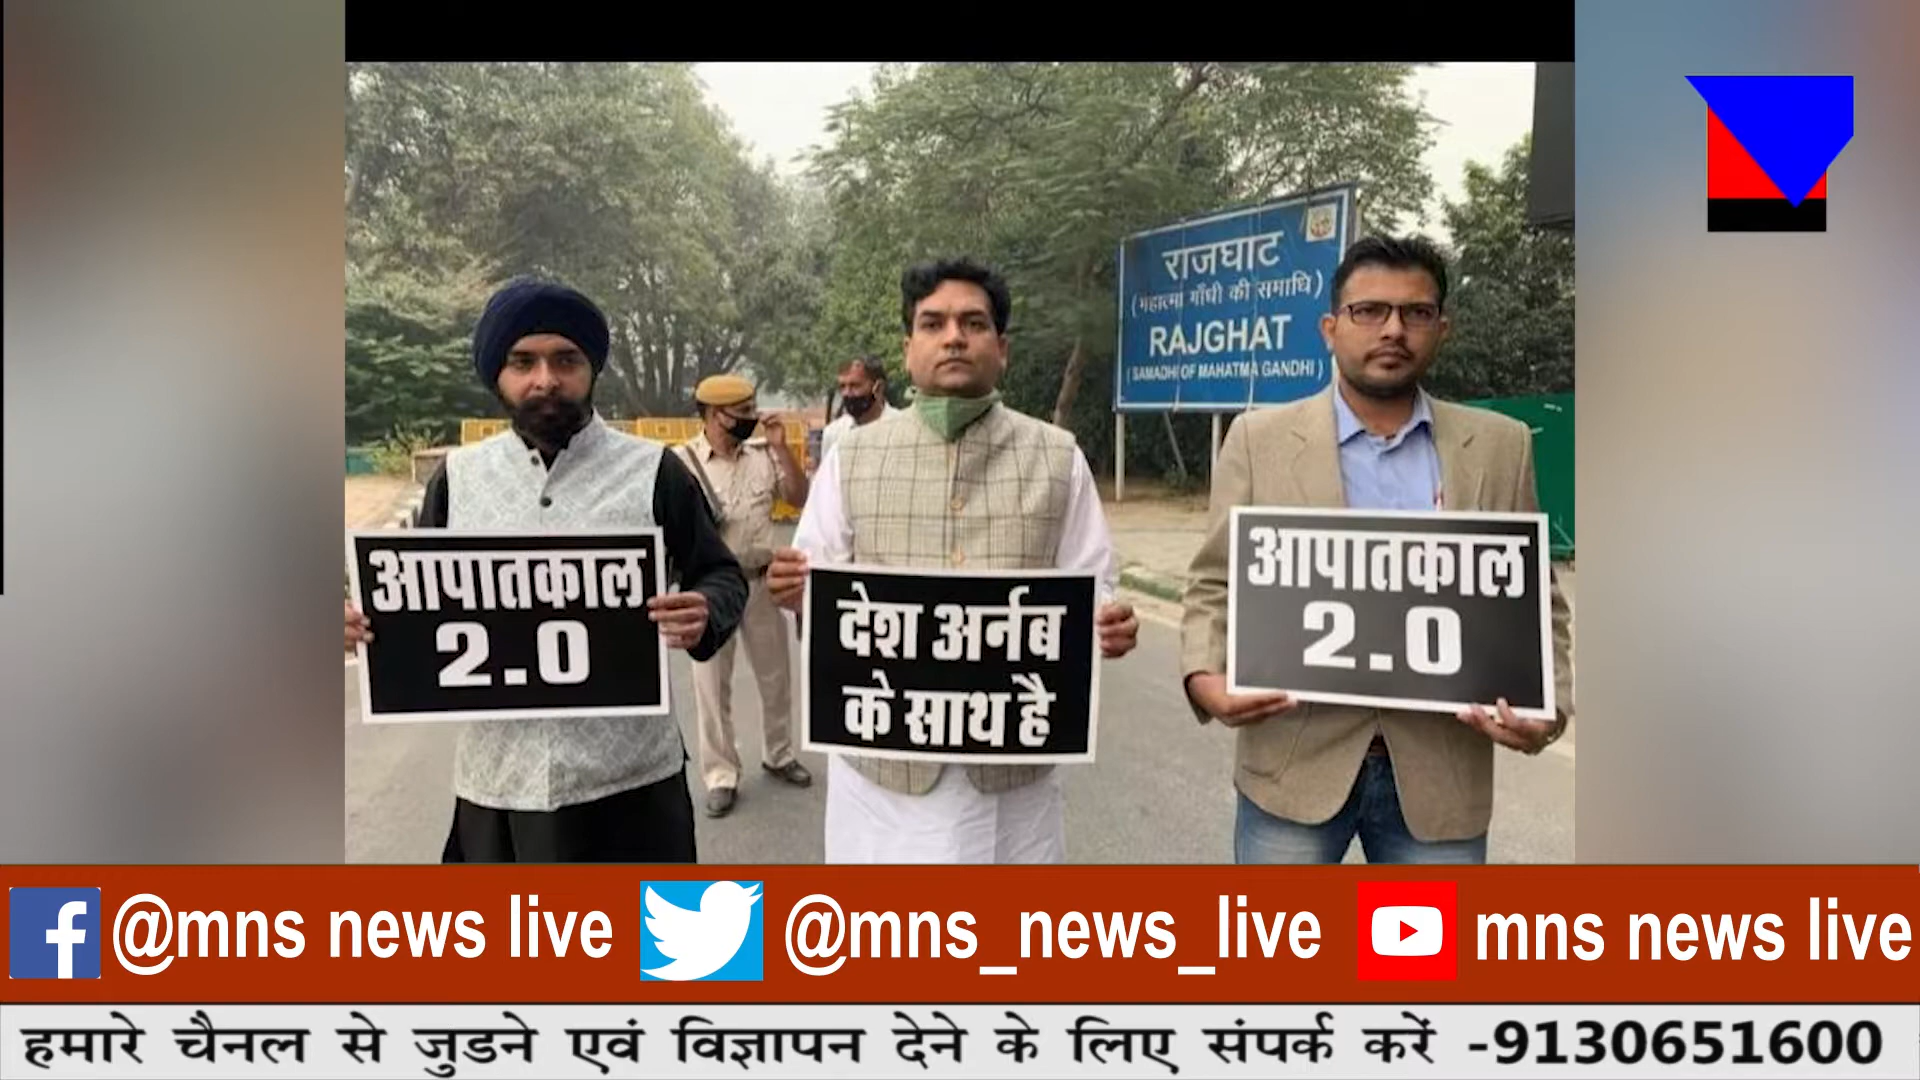 राजघाट
(महात्मा गाँधी की समाधि)
RAJGHAT
(SAMADHI OF MAHATMA GANDHI)
आपातकाल
2.0
देश अर्नब
के साथ है
आपातकाल
2.0
@mns news live
@mns_news_live
mns news live
हमारे चैनल से जुडने एवं विज्ञापन देने के लिए संपर्क करें -9130651600